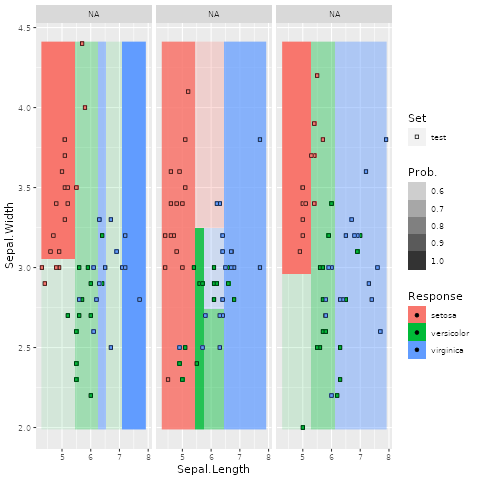 NA NA NA
4.5
4.0
3.5
3.0
2.5
2.0
Sepal.Width
5 6 7 8 5 6 7 8 5 6 7 8
Sepal.Length
Set
test
Prob.
0.6
0.7
0.8
0.9
1.0
Response
setosa
versicolor
virginica